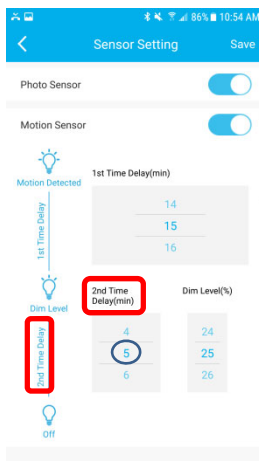 86% 10:54 AM
Sensor Setting Save
Photo Sensor
Motion Sensor
Motion Detected
1st Time Delay
1st Time Delay(min)
14
15
16
Dim Level
2nd Time Delay
2nd Time
Delay(min)
4
5
6
Dim Level(%)
24
25
26
Off